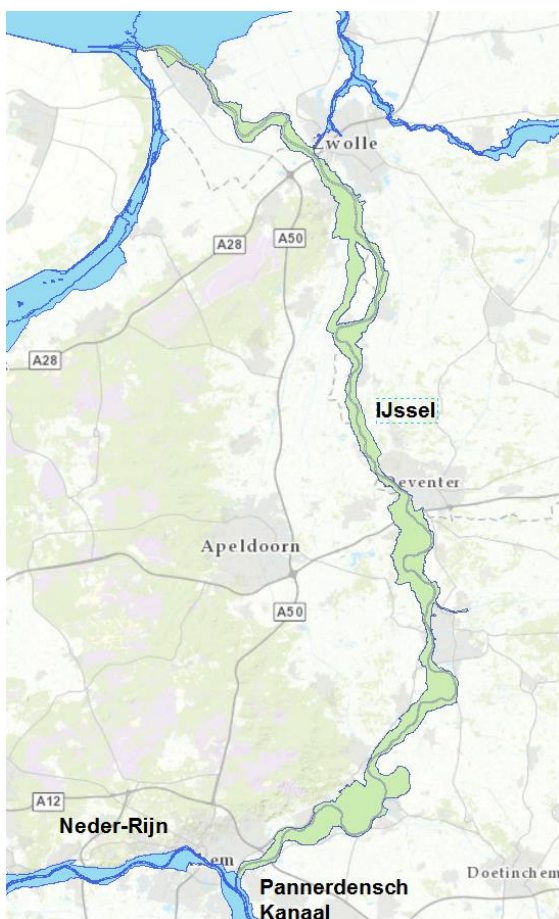 Zwolle
A28
A50
A28
IJssel
Deventer
Apeldoorn
A50
A12
Neder-Rijn
Doetinchem
Pannerdensch
Kanaal